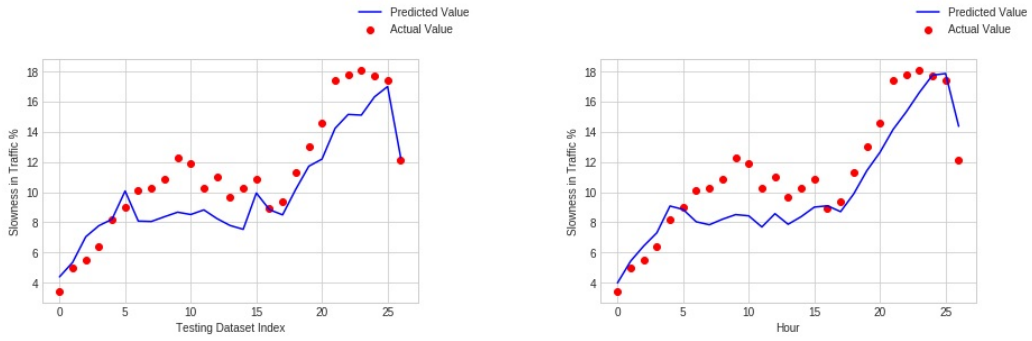 Predicted Value
Actual Value
18
16
14
12
10
8
6
4
Slowness in Traffic %
0 5 10 15 20 25
Testing Dataset Index
Predicted Value
Actual Value
18
16
14
12
10
8
6
4
Slowness in Traffic %
0 5 10 15 20 25
Hour